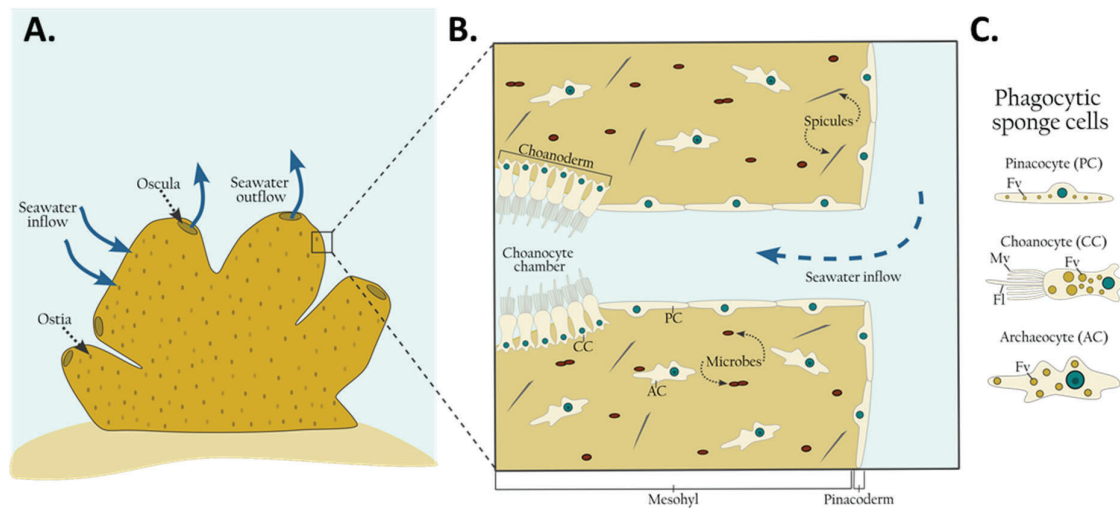 A.
Oscula
Seawater
outflow
Seawater
inflow
Ostia
B.
Spicules
Choanoderm
Choanocyte
chamber
Seawater inflow
PC
CC
Microbes
AC
Mesohyl
Pinacoderm
C.
Phagocytic
sponge cells
Pinacocyte (PC)
Fv
Choanocyte (CC)
Mv
Fv
Fl
Archaeocyte (AC)
Fv